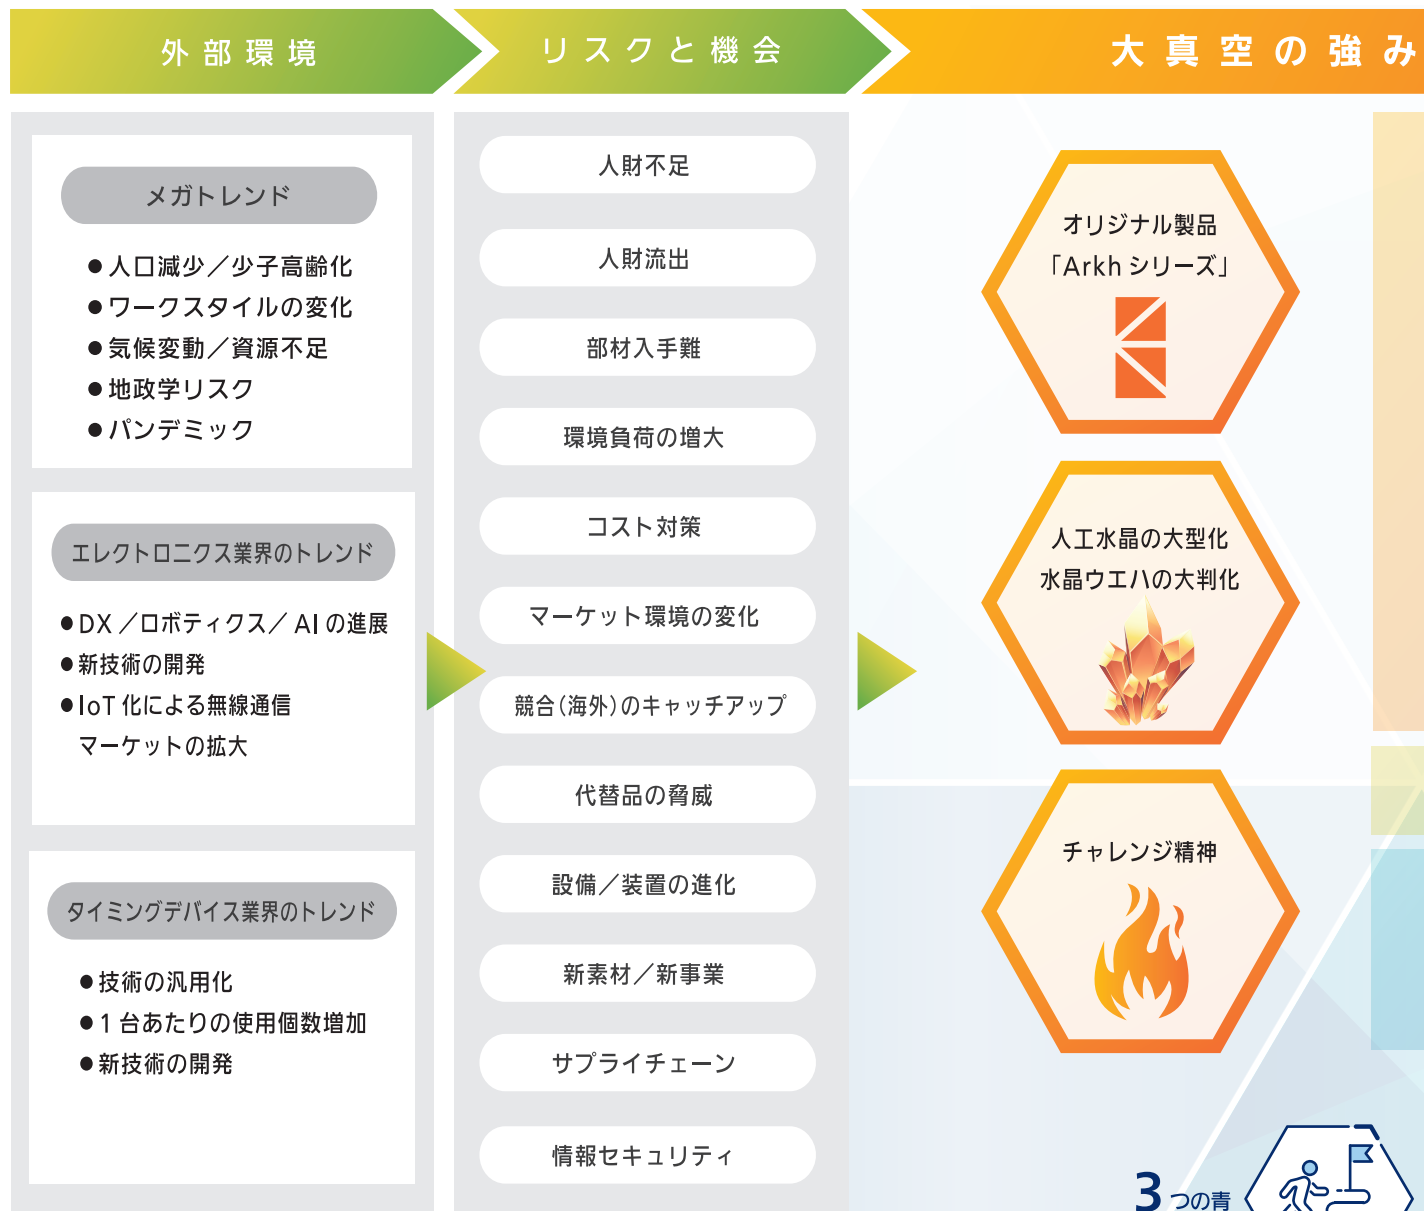 外部環境
リスクと機会
大真空の強み
メガトレンド
●人口減少／少子高齢化
●ワークスタイルの変化
●気候変動／資源不足
●地政学リスク
●パンデミック
エレクトロニクス業界のトレンド
●DX／ロボティクス／AIの進展
●新技術の開発
●IoT化による無線通信
マーケットの拡大
タイミングデバイス業界のトレンド
●技術の汎用化
●1台あたりの使用個数増加
●新技術の開発
人財不足
人財流出
部材入手難
環境負荷の増大
コスト対策
マーケット環境の変化
競合（海外）のキャッチアップ
代替品の脅威
設備／装置の進化
新素材／新事業
サプライチェーン
情報セキュリティ
オリジナル製品
「Arkhシリーズ」
人工水晶の大型化
水晶ウエハの大判化
チャレンジ精神
3つの青